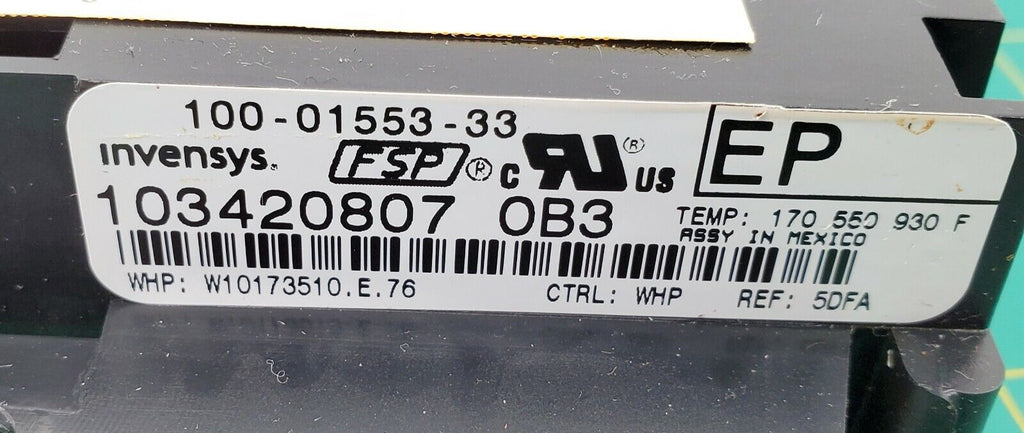 100-01553-33
invensys. FSP® C RU® US EP
103420807 0B3
TEMP: 170 550 930 F
ASSY IN MEXICO
WHP: W10173510.E.76 CTRL: WHP REF: 5DFA